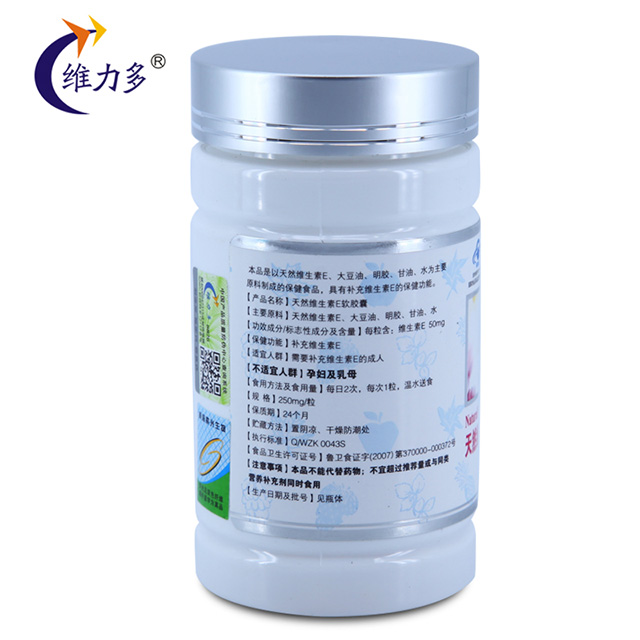 维力多®
本品是以天然维生素E、大豆油、明胶、甘油、水为主要
原料制成的保健食品，具有补充维生素E的保健功能。
【产品名称】天然维生素E软胶囊
【主要原料】天然维生素E、大豆油、明胶、甘油、水
【功效成分/标志性成分及含量】每粒含：维生素E 50mg
【保健功能】补充维生素E
【适宜人群】需要补充维生素E的成人
【不适宜人群】孕妇及乳母
【食用方法及食用量】每日2次，每次1粒，温水送食
【规 格】250mg/粒
【保质期】24个月
【贮藏方法】置阴凉、干燥防潮处
【执行标准】Q/WZK 0043S
【食品卫生许可证号】鲁卫食证字(2007)第370000-000372号
【注意事项】本品不能代替药物；不宜超过推荐量或与同类
营养补充剂同时食用
【生产日期及批号】见瓶体
Natur
天然